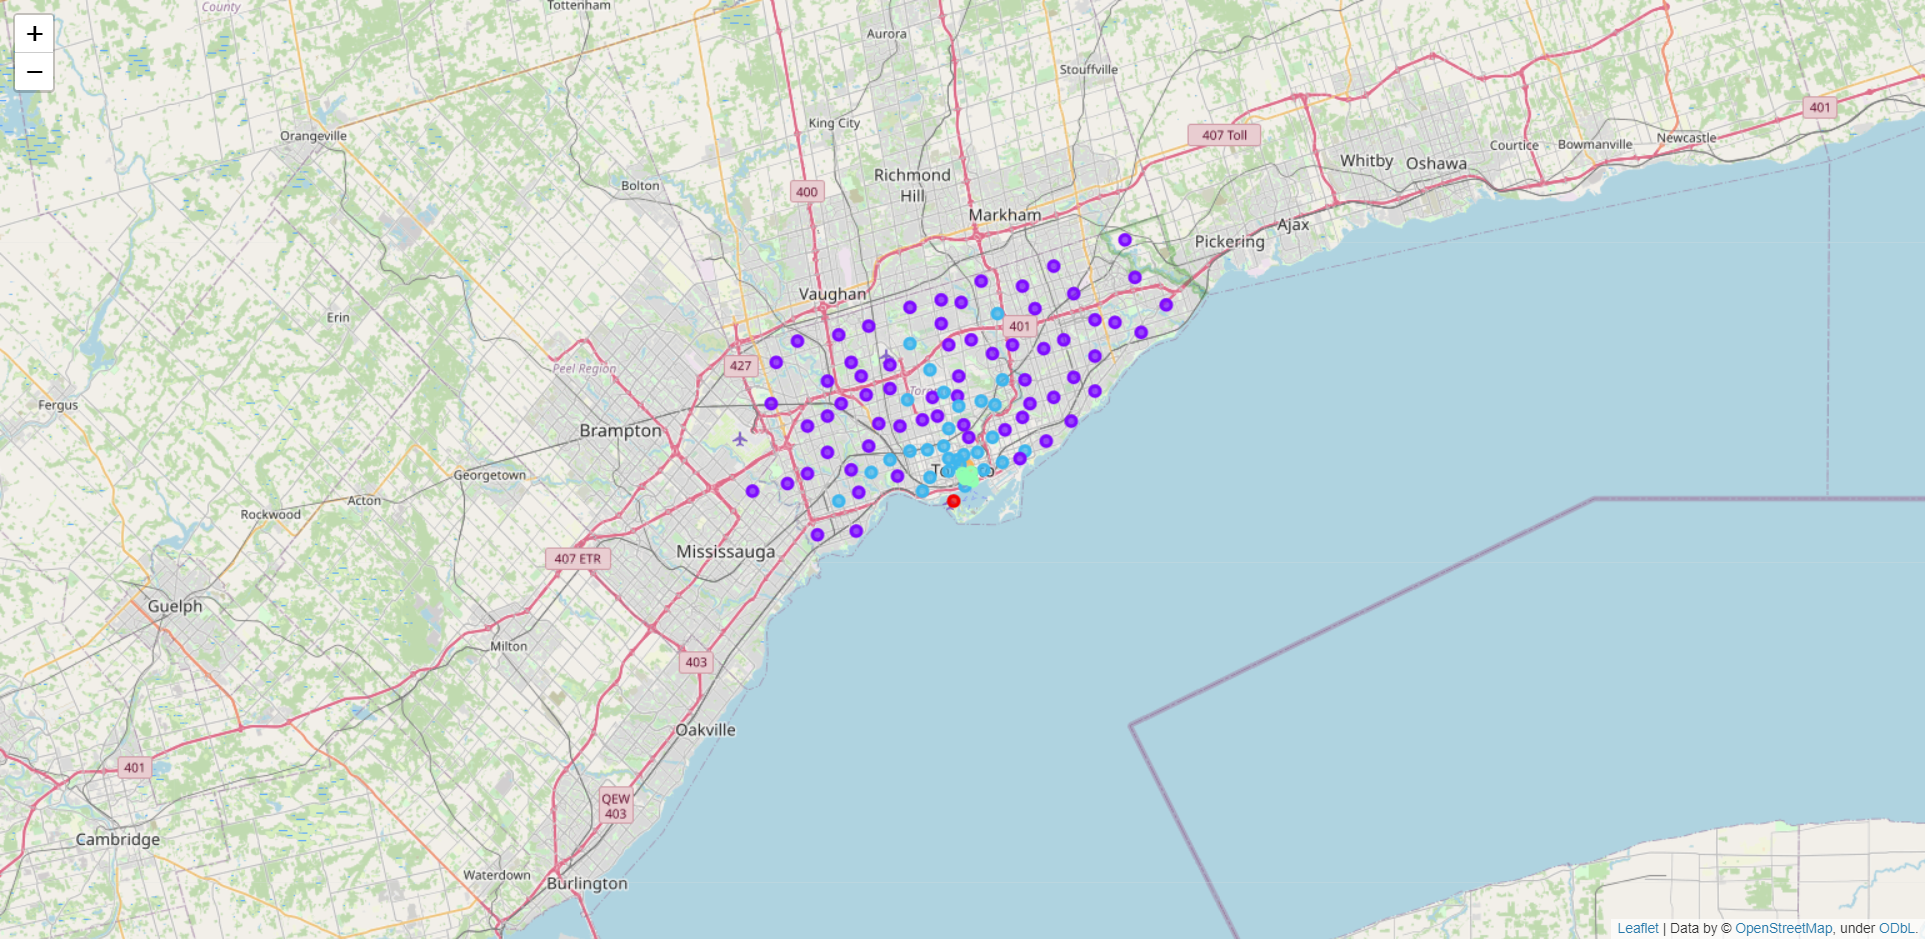 +
−
County
Tottenham
Aurora
Stouffville
401
King City
407 Toll
Orangeville
Newcastle
Courtice
Bowmanville
Whitby
Oshawa
Richmond
Hill
Bolton
400
Markham
Ajax
Pickering
Vaughan
Erin
401
427
Peel Region
Fergus
Brampton
Georgetown
Acton
Rockwood
Mississauga
407 ETR
Guelph
Milton
403
Oakville
401
QEW
403
Cambridge
Waterdown
Burlington
Leaflet | Data by © OpenStreetMap, under ODbL.